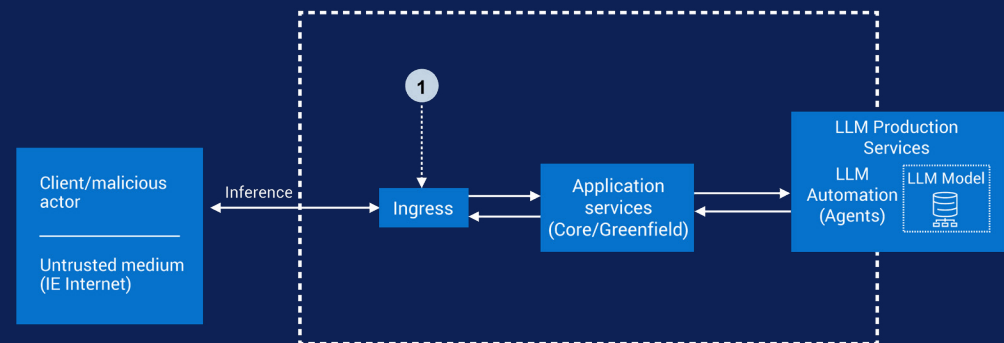 1
Client/malicious
actor
Untrusted medium
(IE Internet)
Inference
Ingress
Application
services
(Core/Greenfield)
LLM Production
Services
LLM
Automation
(Agents)
LLM Model